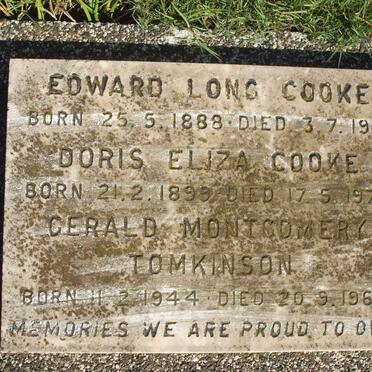 EDWARD LONG COOKE
BORN 25.5.1888 · DIED 3.7.19
DORIS ELIZA COOKE
BORN 21.2.1899 · DIED 17.5.197
GERALD MONTGOMERY
TOMKINSON
BORN 11.2.1944 · DIED 20.9.196
MEMORIES WE ARE PROUD TO